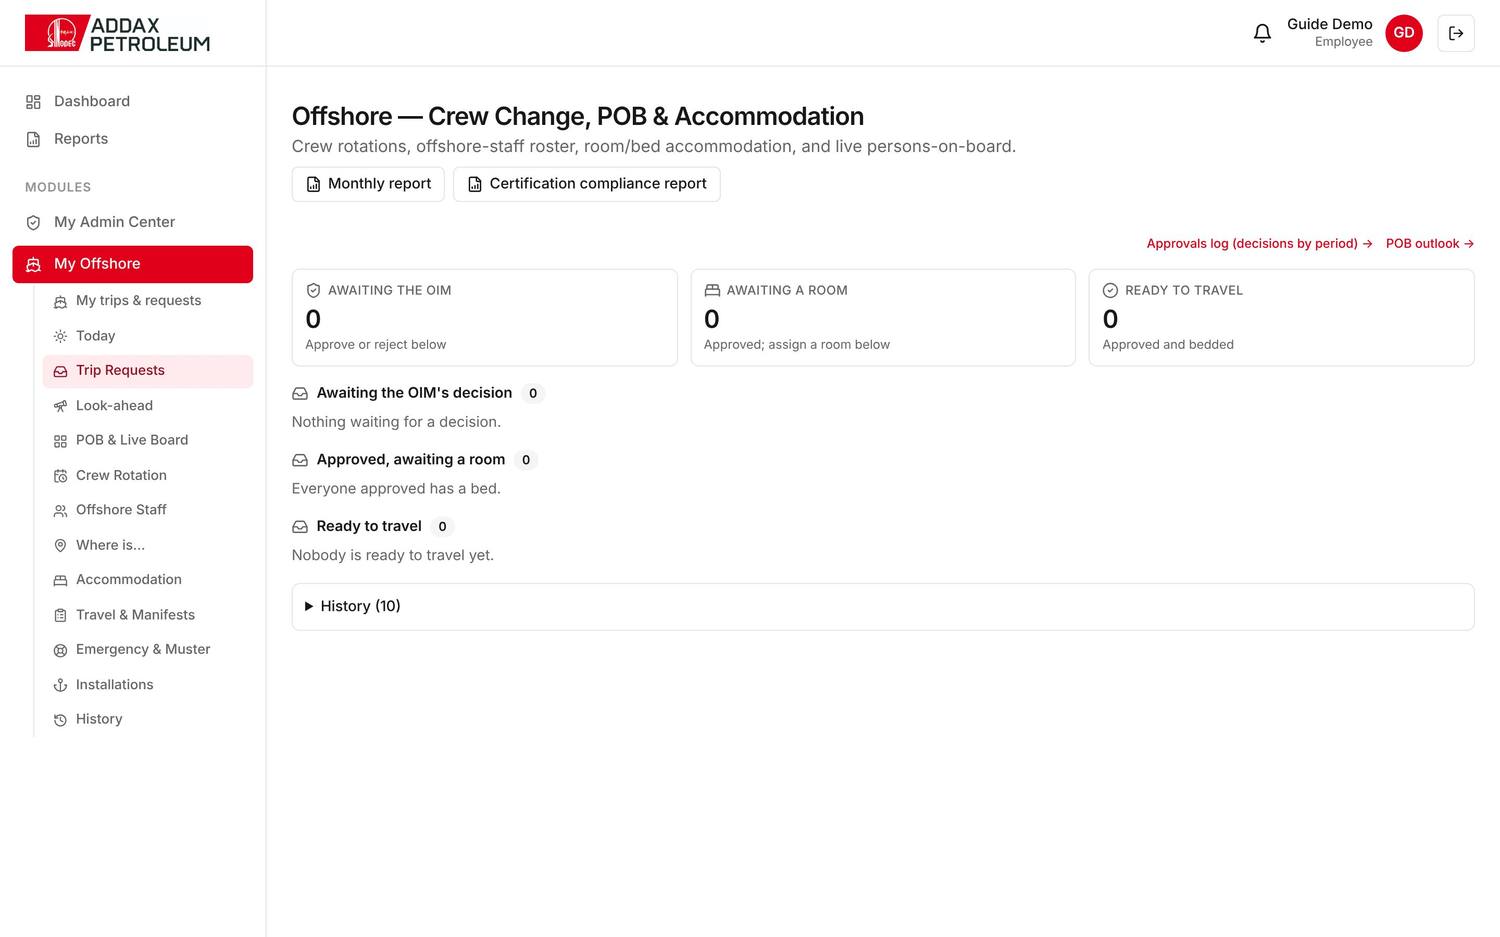 ADDAX
PETROLEUM
Guide Demo
Employee
GD
Dashboard
Reports
MODULES
My Admin Center
My Offshore
My trips & requests
Today
Trip Requests
Look-ahead
POB & Live Board
Crew Rotation
Offshore Staff
Where is...
Accommodation
Travel & Manifests
Emergency & Muster
Installations
History
Offshore — Crew Change, POB & Accommodation
Crew rotations, offshore-staff roster, room/bed accommodation, and live persons-on-board.
Monthly report
Certification compliance report
Approvals log (decisions by period) →
POB outlook →
AWAITING THE OIM
0
Approve or reject below
AWAITING A ROOM
0
Approved; assign a room below
READY TO TRAVEL
0
Approved and bedded
Awaiting the OIM's decision 0
Nothing waiting for a decision.
Approved, awaiting a room 0
Everyone approved has a bed.
Ready to travel 0
Nobody is ready to travel yet.
History (10)